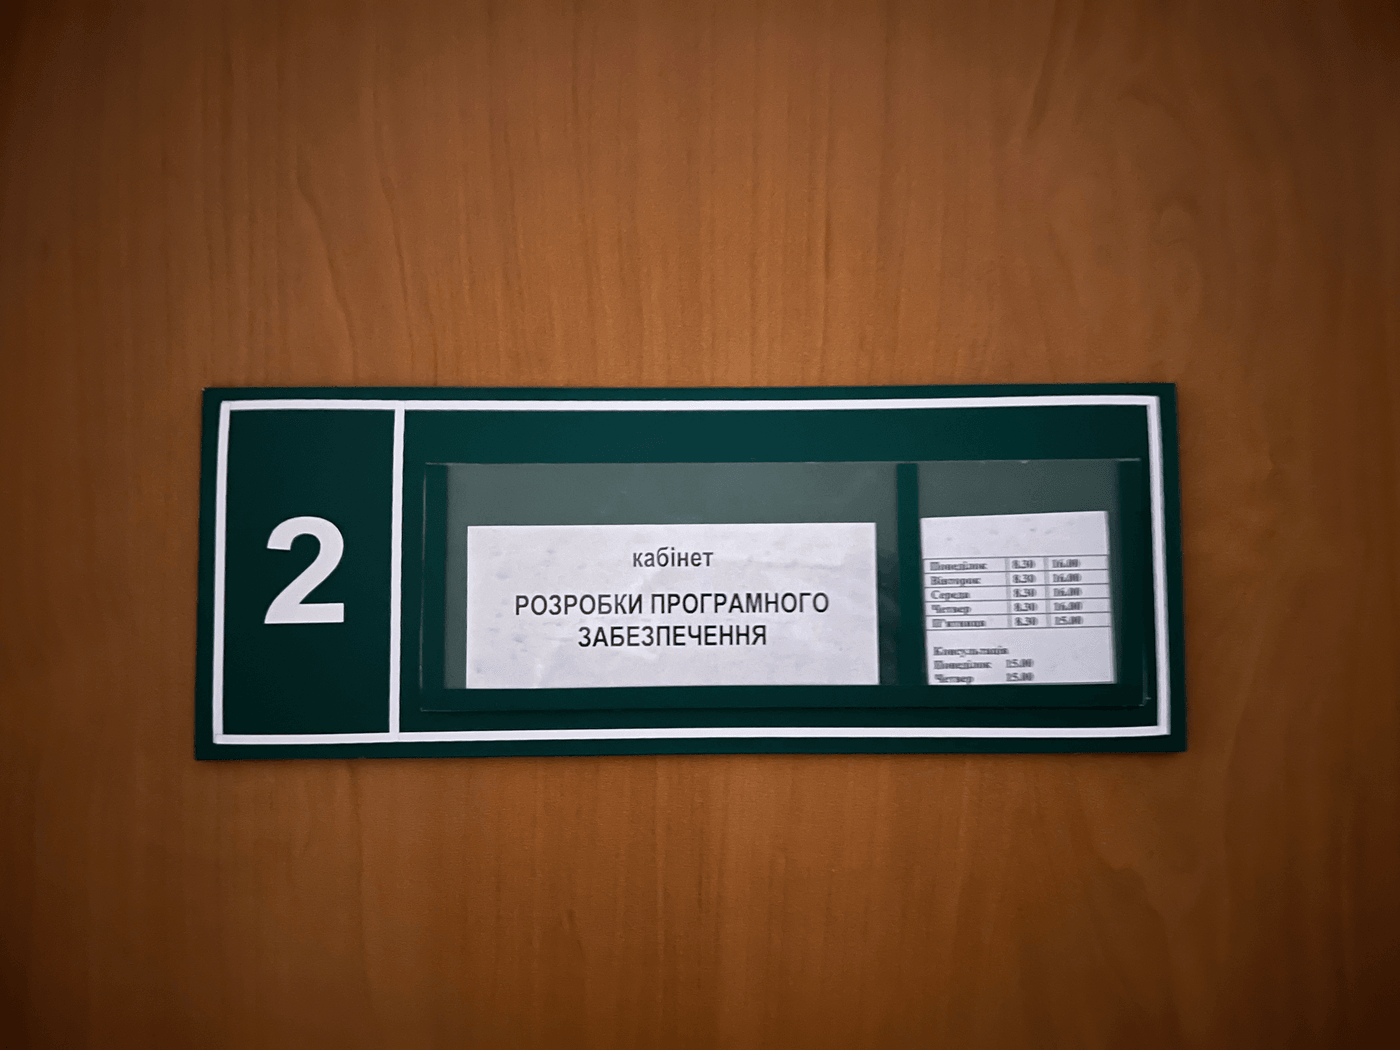 2
кабінет
РОЗРОБКИ ПРОГРАМНОГО
ЗАБЕЗПЕЧЕННЯ
Понеділок 8.30 16.00
Вівторок 8.30 16.00
Середа 8.30 16.00
Четвер 8.30 16.00
П'ятниця 8.30 15.00
Консультація
Понеділок 15.00
Четвер 15.00